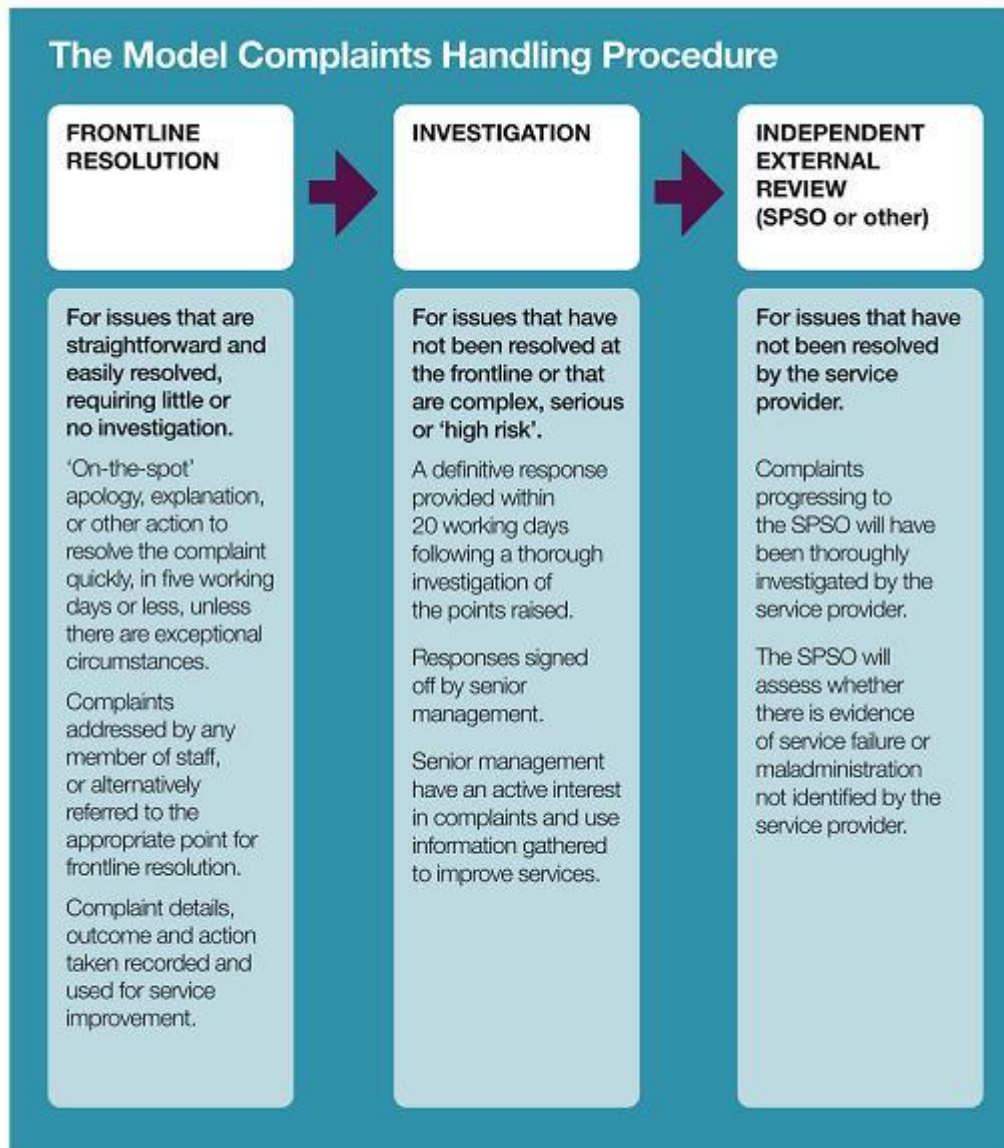 The Model Complaints Handling Procedure
FRONTLINE
RESOLUTION
For issues that are
straightforward and
easily resolved,
requiring little or
no investigation.
‘On-the-spot’
apology, explanation,
or other action to
resolve the complaint
quickly, in five working
days or less, unless
there are exceptional
circumstances.
Complaints
addressed by any
member of staff,
or alternatively
referred to the
appropriate point for
frontline resolution.
Complaint details,
outcome and action
taken recorded and
used for service
improvement.
INVESTIGATION
For issues that have
not been resolved at
the frontline or that
are complex, serious
or ‘high risk’.
A definitive response
provided within
20 working days
following a thorough
investigation of
the points raised.
Responses signed
off by senior
management.
Senior management
have an active interest
in complaints and use
information gathered
to improve services.
INDEPENDENT
EXTERNAL
REVIEW
(SPSO or other)
For issues that have
not been resolved
by the service
provider.
Complaints
progressing to
the SPSO will have
been thoroughly
investigated by the
service provider.
The SPSO will
assess whether
there is evidence
of service failure or
maladministration
not identified by the
service provider.